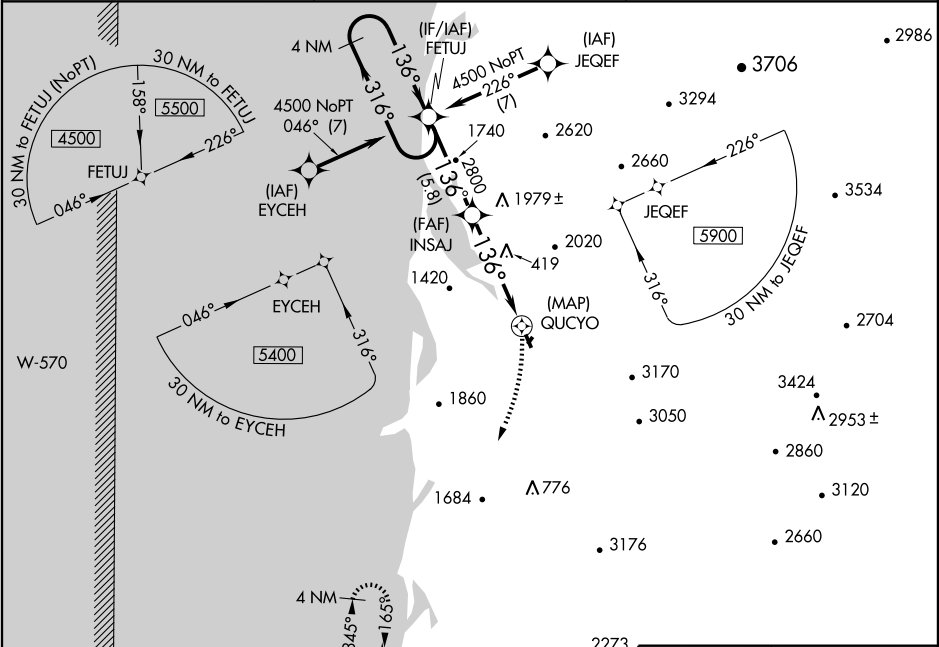 4 NM
136°
316°
(IF/IAF)
FETUJ
(IAF)
JEQEF
4500 NoPT
226°
(7)
2986
3706
3294
30 NM to FETUJ (NoPT)
30 NM to FETUJ
158°
5500
4500
226°
FETUJ
046°
4500 NoPT
046° (7)
(IAF)
EYCEH
1740
2620
2800
136°
(5.8)
1979±
2660
226°
JEQEF
5900
316°
30 NM to JEQEF
3534
(FAF)
INSAJ
136°
419
2020
1420
(MAP)
QUCYO
046°
EYCEH
316°
5400
30 NM to EYCEH
W-570
2704
3170
3424
1860
3050
2953±
2860
1684
776
3120
3176
2660
4 NM
345°
165°
2273